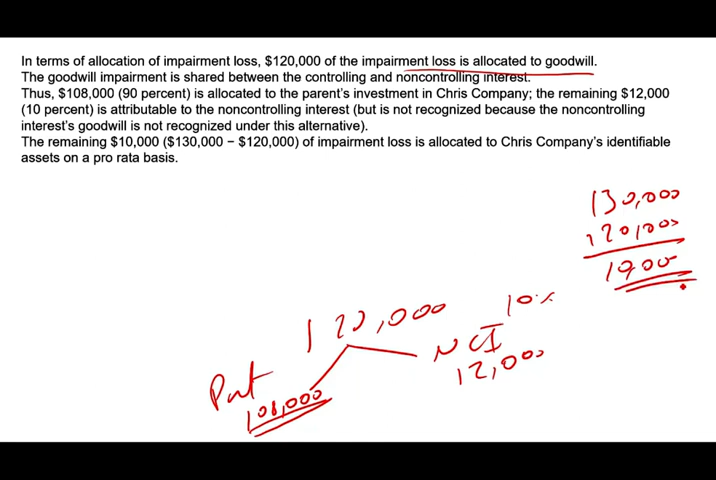 In terms of allocation of impairment loss, $120,000 of the impairment loss is allocated to goodwill.
The goodwill impairment is shared between the controlling and noncontrolling interest.
Thus, $108,000 (90 percent) is allocated to the parent's investment in Chris Company; the remaining $12,000
(10 percent) is attributable to the noncontrolling interest (but is not recognized because the noncontrolling
interest's goodwill is not recognized under this alternative).
The remaining $10,000 ($130,000 − $120,000) of impairment loss is allocated to Chris Company's identifiable
assets on a pro rata basis.
130,000
120,000
10%
120,000
NCI
12,000
108,000